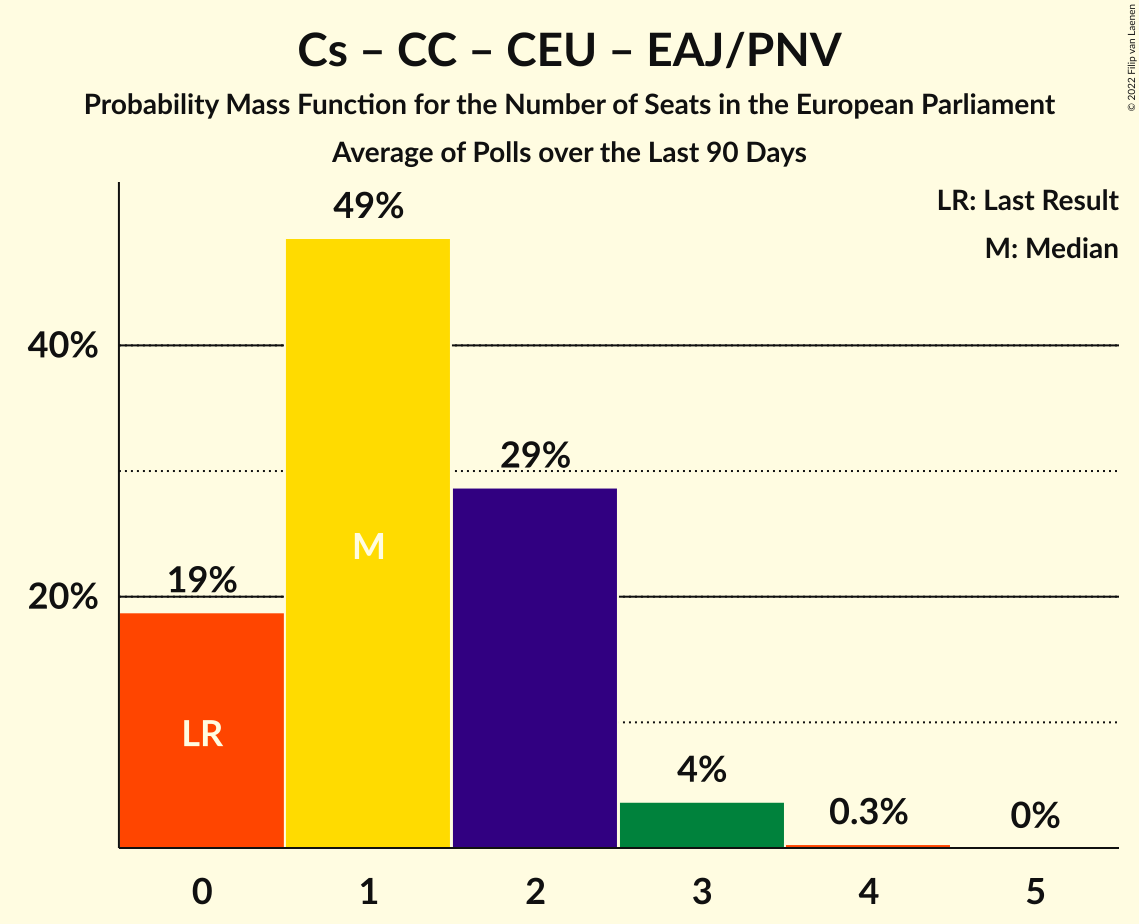 Cs – CC – CEU – EAJ/PNV
Probability Mass Function for the Number of Seats in the European Parliament
Average of Polls over the Last 90 Days
© 2022 Filip van Laenen
LR: Last Result
M: Median
49%
40%
29%
M
19%
20%
LR
4%
0.3%
0%
0 1 2 3 4 5